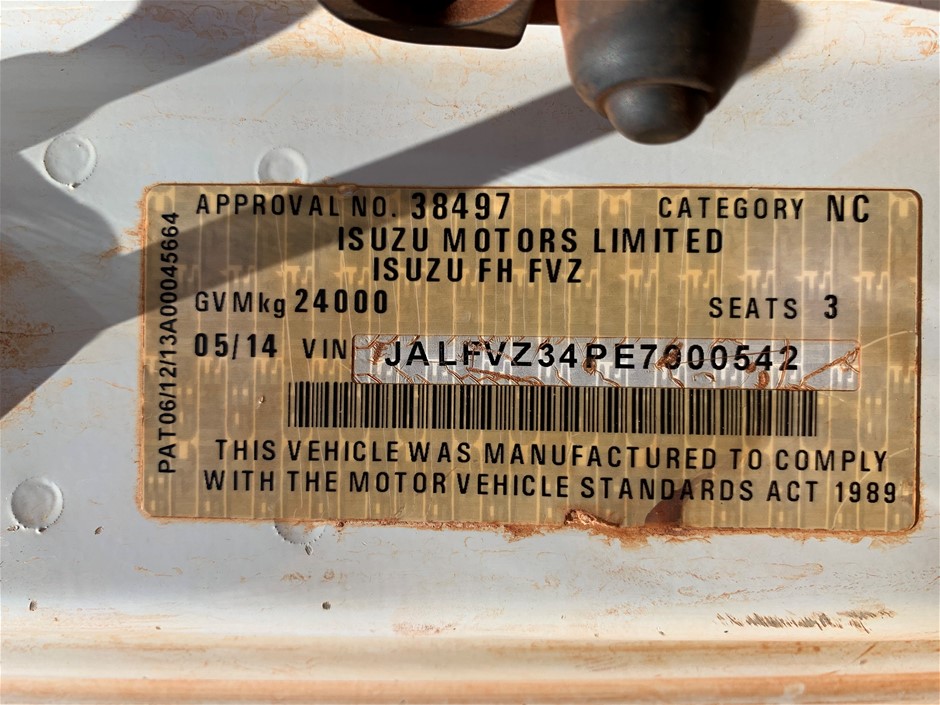 APPROVAL NO. 38497 CATEGORY NC
ISUZU MOTORS LIMITED
ISUZU FH FVZ
GVMkg 24000 SEATS 3
05/14 VIN JALFVZ34PE7000542
THIS VEHICLE WAS MANUFACTURED TO COMPLY
WITH THE MOTOR VEHICLE STANDARDS ACT 1989
PAT06/12/13A00045664